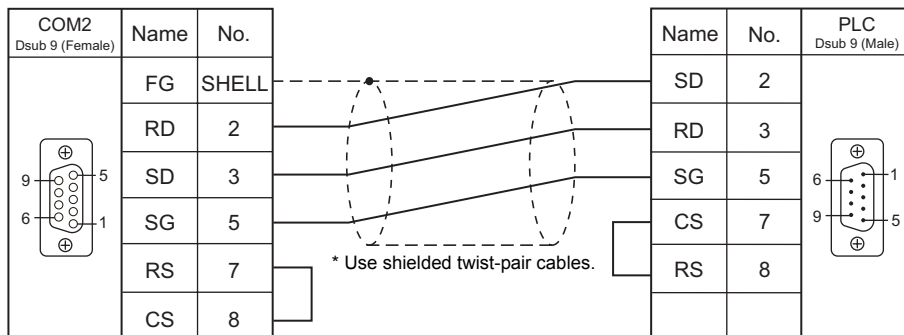 COM2
Dsub 9 (Female)
Name No.
FG SHELL
RD 2
SD 3
SG 5
RS 7
CS 8
9 5
6 1
* Use shielded twist-pair cables.
Name No.
PLC
Dsub 9 (Male)
SD 2
RD 3
SG 5
CS 7
RS 8
6 1
9 5